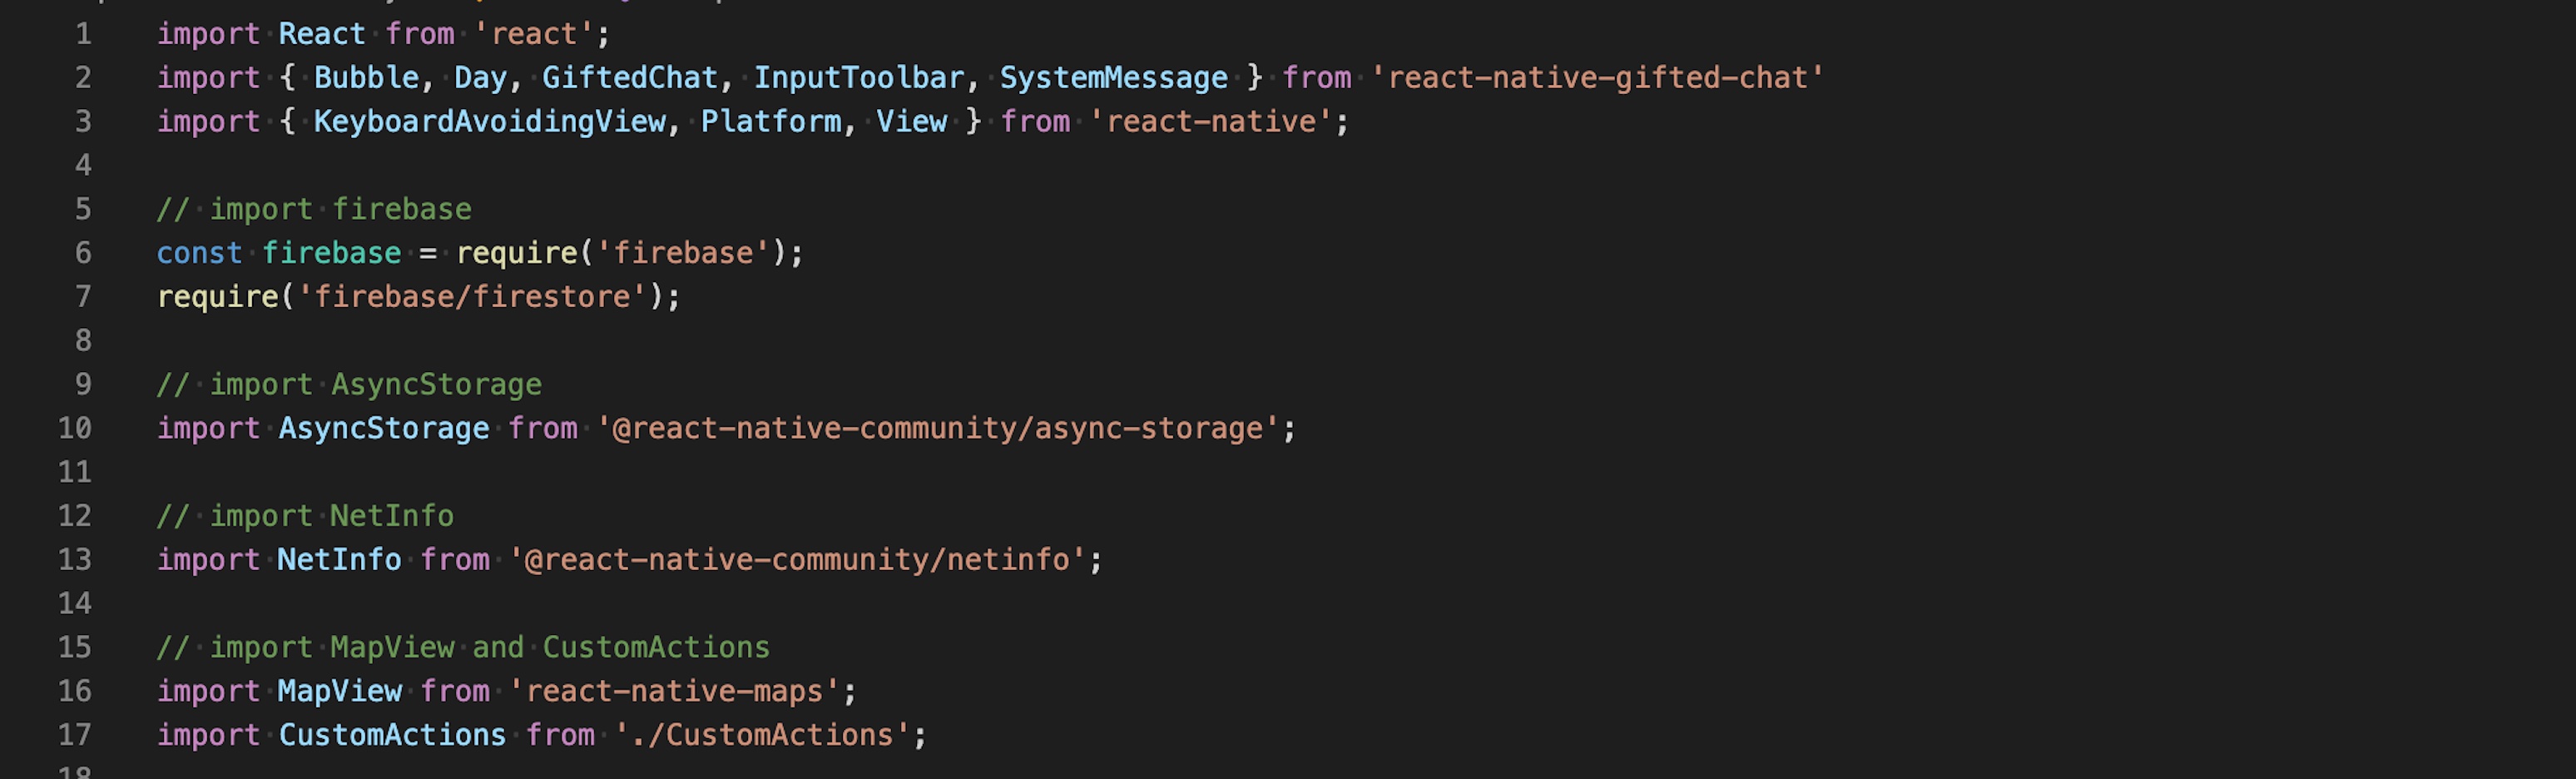 1 import React from 'react';
2 import { Bubble, Day, GiftedChat, InputToolbar, SystemMessage } from 'react-native-gifted-chat'
3 import { KeyboardAvoidingView, Platform, View } from 'react-native';
4
5 // import firebase
6 const firebase = require('firebase');
7 require('firebase/firestore');
8
9 // import AsyncStorage
10 import AsyncStorage from '@react-native-community/async-storage';
11
12 // import NetInfo
13 import NetInfo from '@react-native-community/netinfo';
14
15 // import MapView and CustomActions
16 import MapView from 'react-native-maps';
17 import CustomActions from './CustomActions';
18